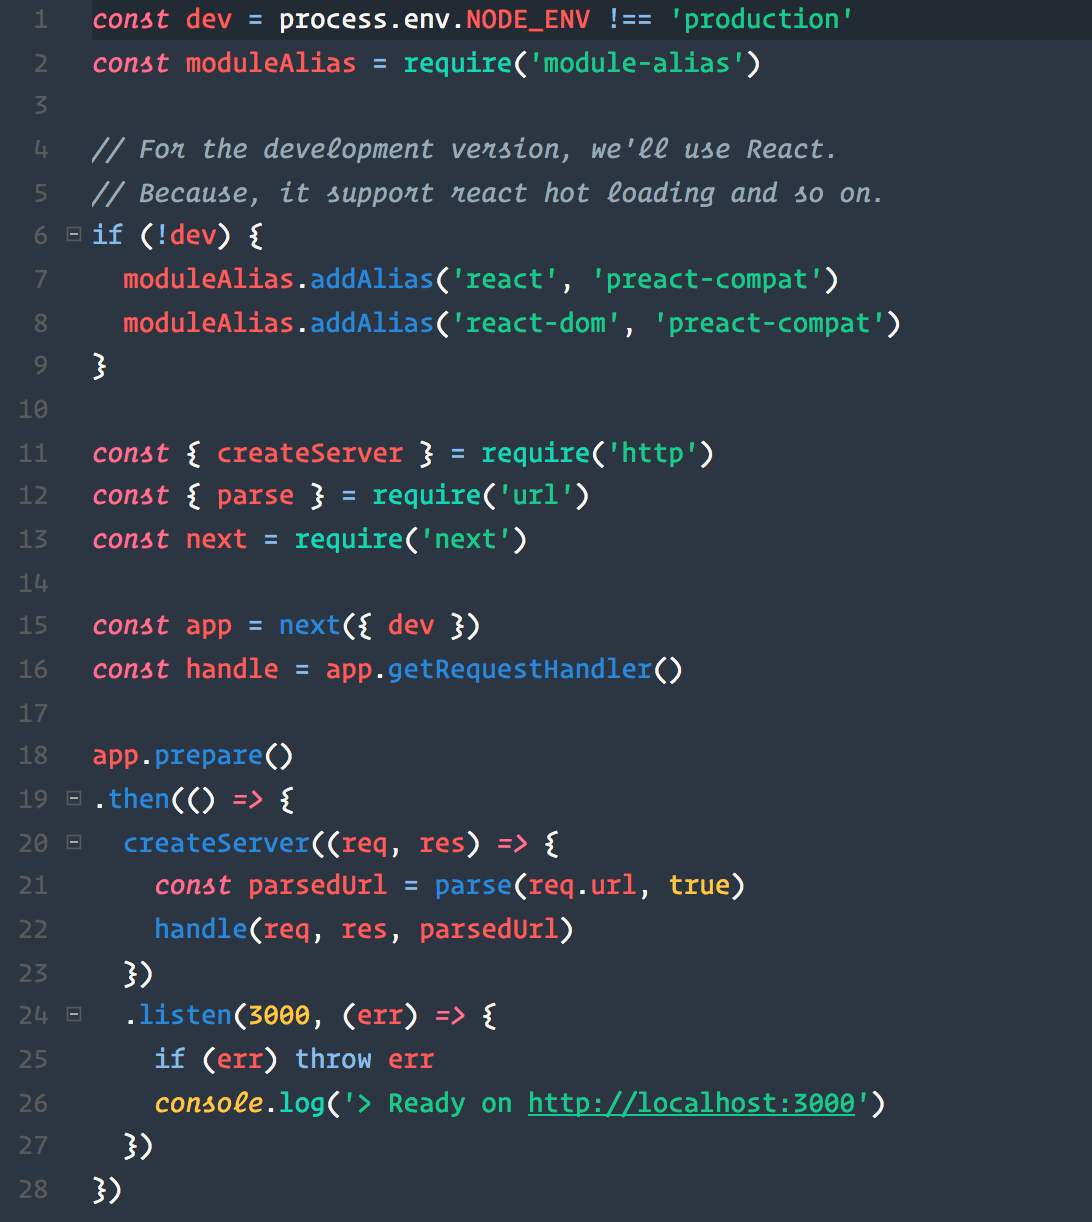 1 const dev = process.env.NODE_ENV !== 'production'
2 const moduleAlias = require('module-alias')
3
4 // For the development version, we'll use React.
5 // Because, it support react hot loading and so on.
6 if (!dev) {
7   moduleAlias.addAlias('react', 'preact-compat')
8   moduleAlias.addAlias('react-dom', 'preact-compat')
9 }
10
11 const { createServer } = require('http')
12 const { parse } = require('url')
13 const next = require('next')
14
15 const app = next({ dev })
16 const handle = app.getRequestHandler()
17
18 app.prepare()
19 .then(() => {
20   createServer((req, res) => {
21     const parsedUrl = parse(req.url, true)
22     handle(req, res, parsedUrl)
23   })
24   .listen(3000, (err) => {
25     if (err) throw err
26     console.log('> Ready on http://localhost:3000')
27   })
28 })